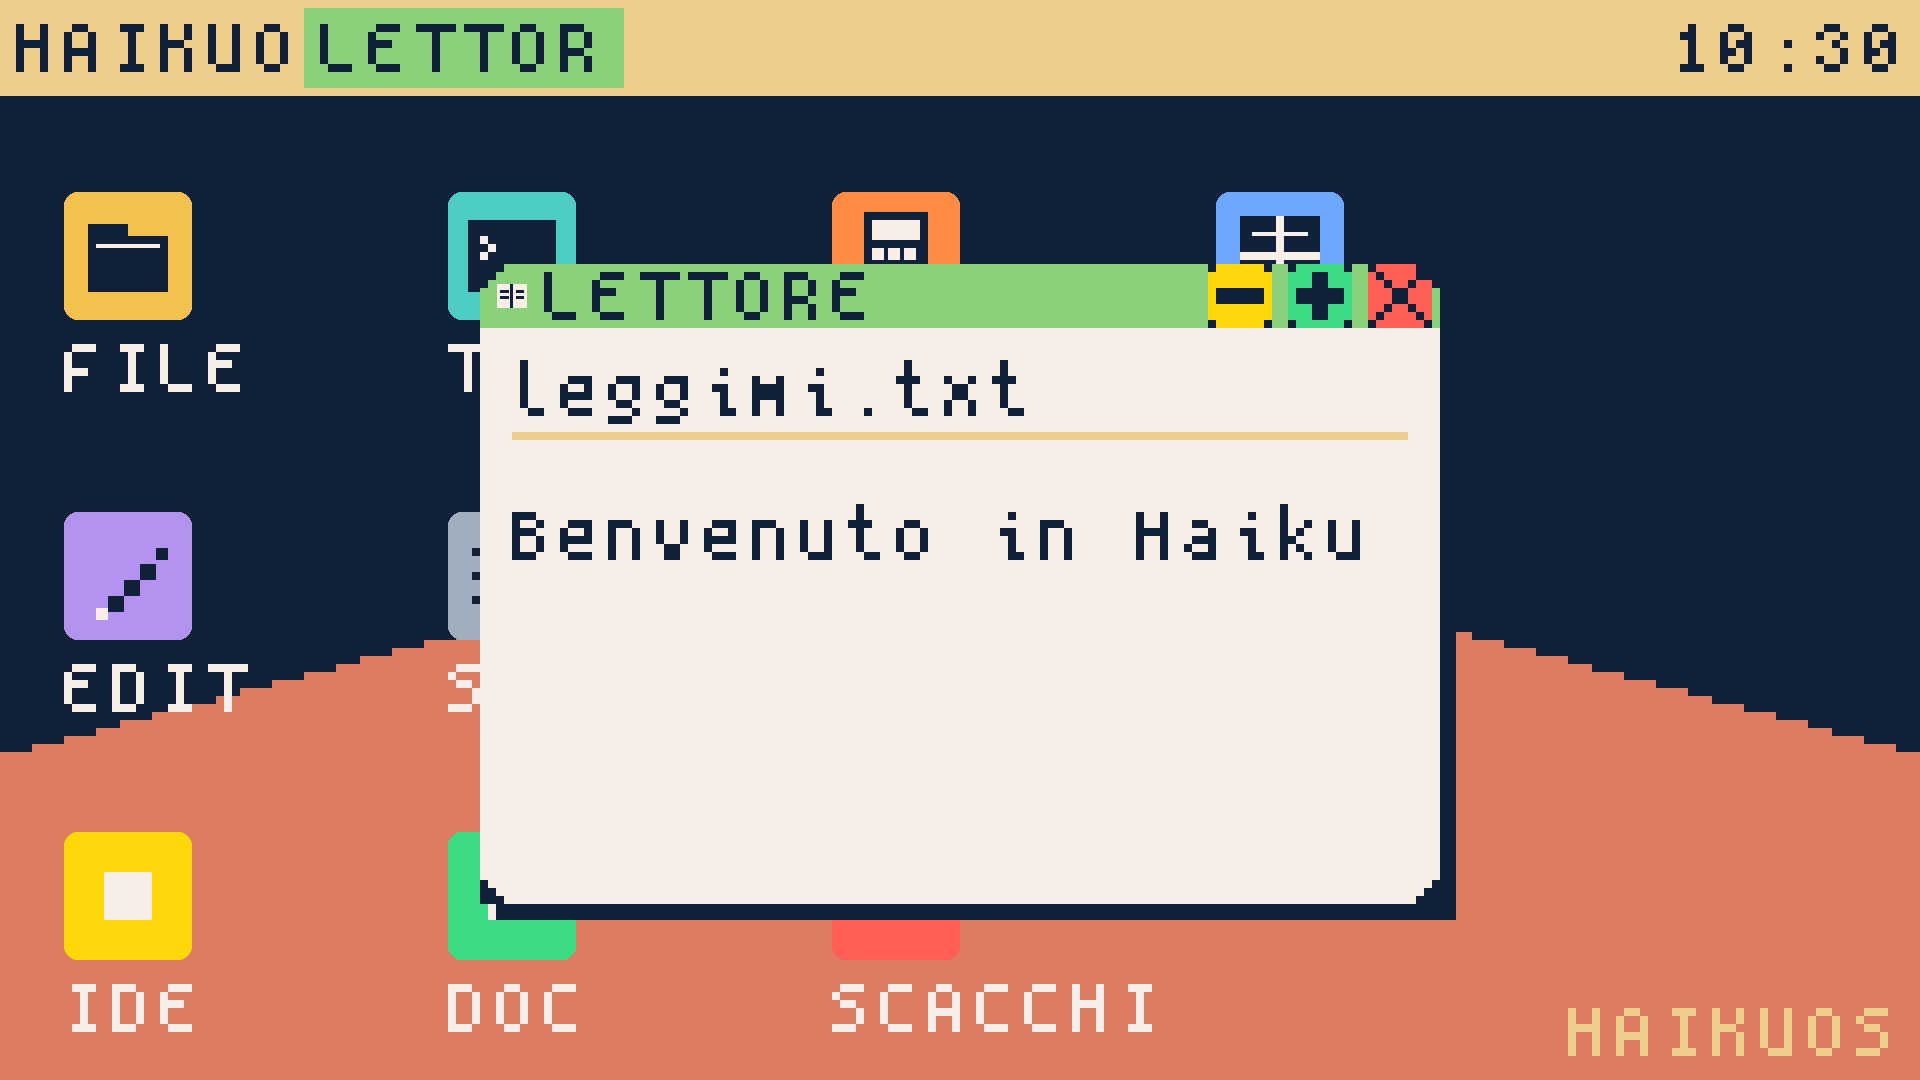 HAIKUO LETTOR 10:30
LETTORE
leggimi.txt
Benvenuto in Haiku
FILE T
EDIT S
IDE DOC SCACCHI
HAIKUOS